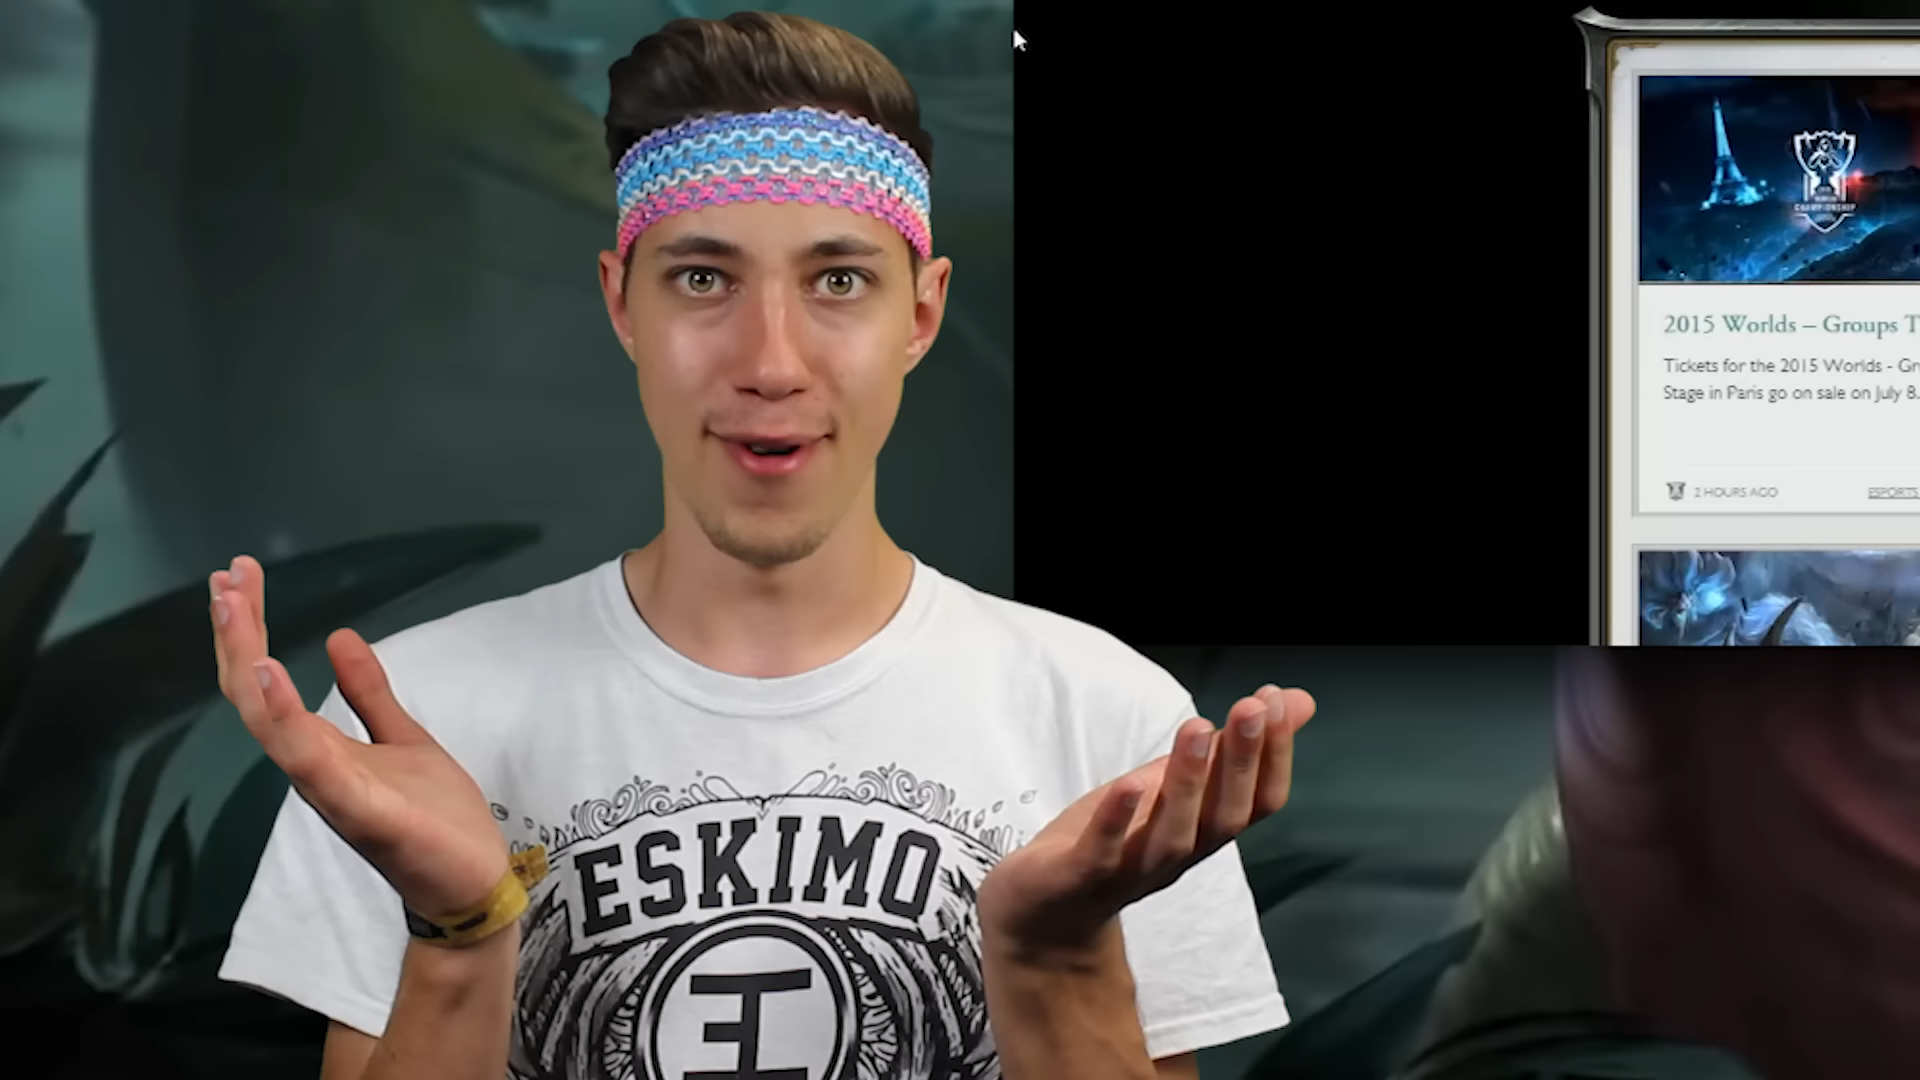 CHAMPIONSHIP
2015 Worlds – Groups T
Tickets for the 2015 Worlds - Gr
Stage in Paris go on sale on July 8.
2 HOURS AGO
ESPORTS
ESKIMO